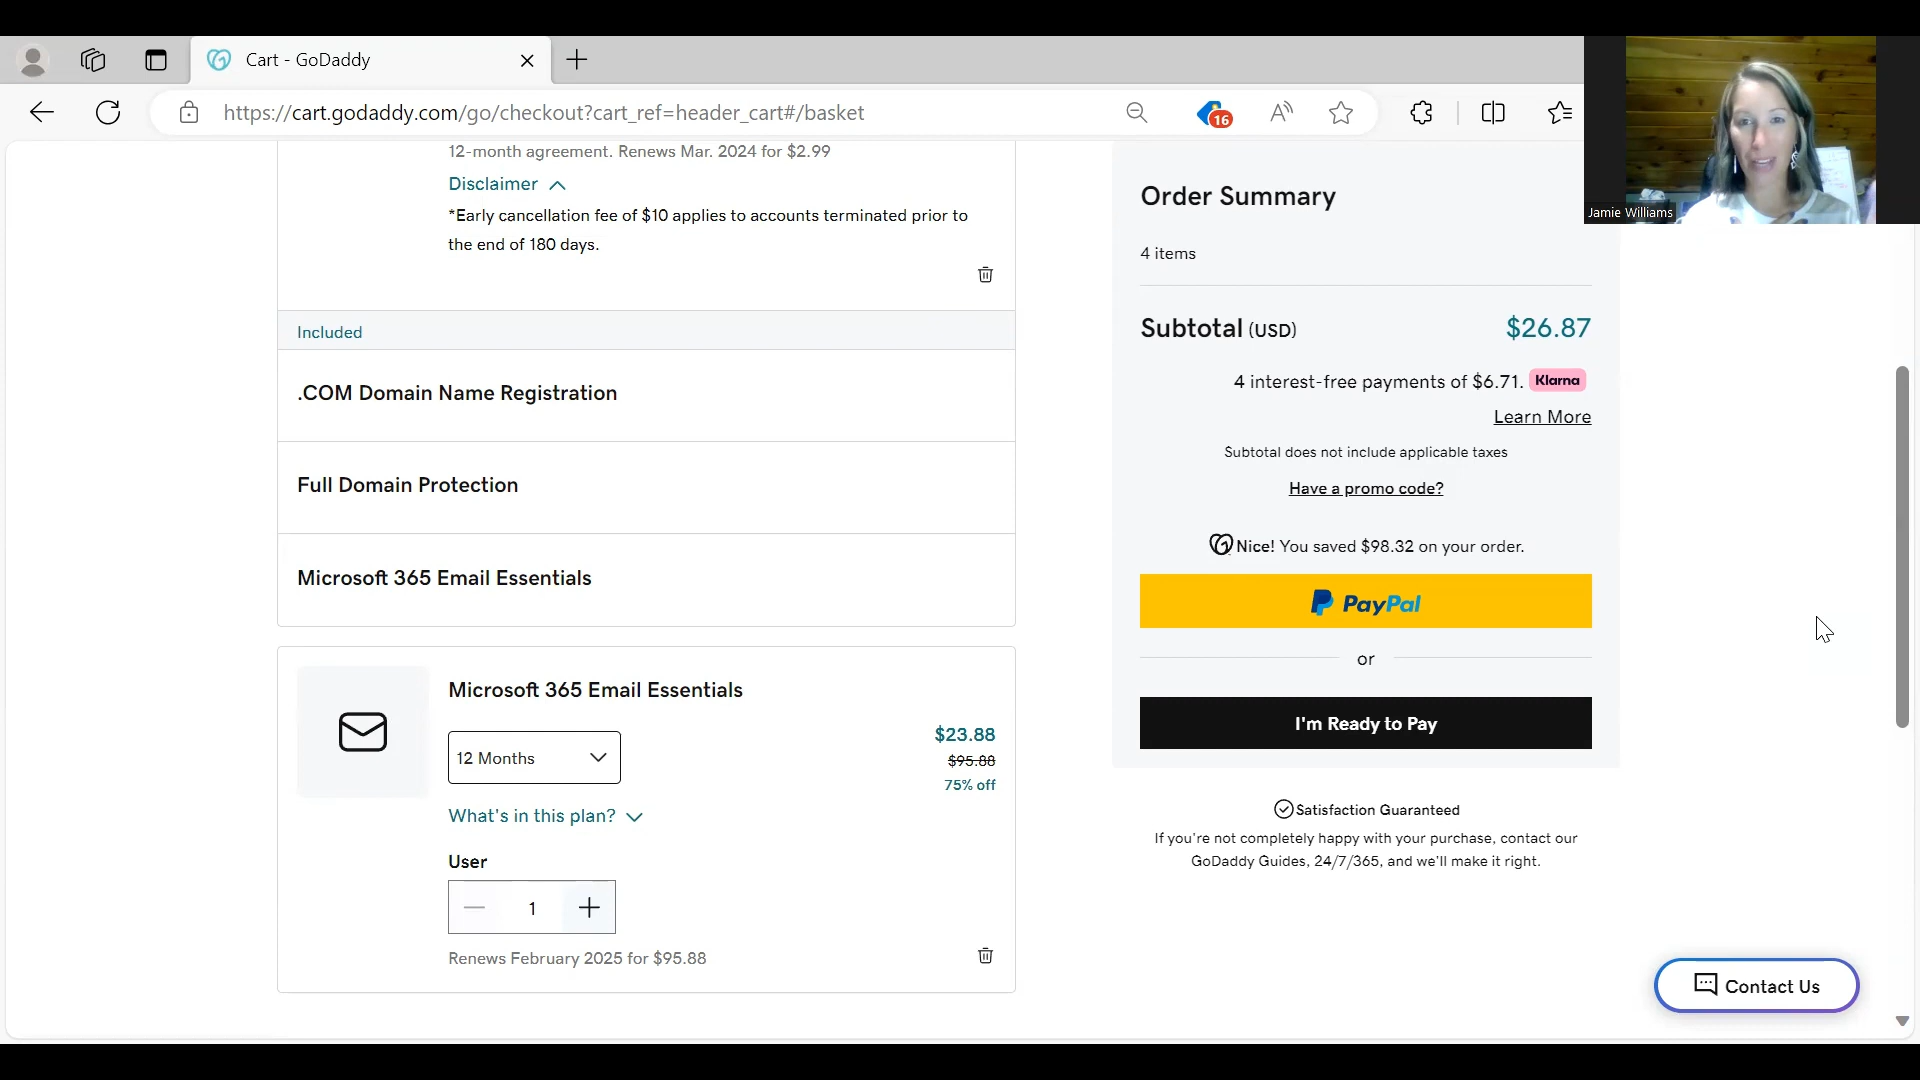 Cart - GoDaddy
https://cart.godaddy.com/go/checkout?cart_ref=header_cart#/basket
16
A
Jamie Williams
12-month agreement. Renews Mar. 2024 for $2.99
Disclaimer
*Early cancellation fee of $10 applies to accounts terminated prior to
the end of 180 days.
Included
.COM Domain Name Registration
Full Domain Protection
Microsoft 365 Email Essentials
Microsoft 365 Email Essentials
12 Months
$23.88
$95.88
75% off
What's in this plan?
User
1
Renews February 2025 for $95.88
Order Summary
4 items
Subtotal (USD) $26.87
4 interest-free payments of $6.71. Klarna
Learn More
Subtotal does not include applicable taxes
Have a promo code?
Nice! You saved $98.32 on your order.
PayPal
or
I'm Ready to Pay
Satisfaction Guaranteed
If you're not completely happy with your purchase, contact our
GoDaddy Guides, 24/7/365, and we'll make it right.
Contact Us